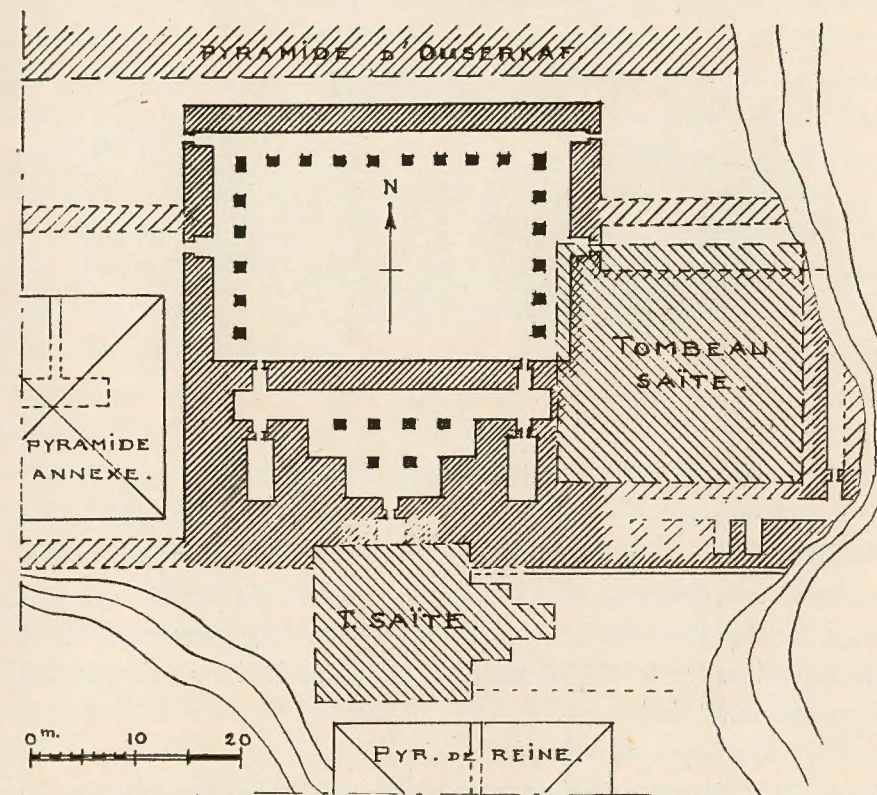 PYRAMIDE D'OUSERKAF.
N
TOMBEAU
SAÏTE.
PYRAMIDE
ANNEXE.
T. SAÏTE
0m. 10 20
PYR. DE REINE.